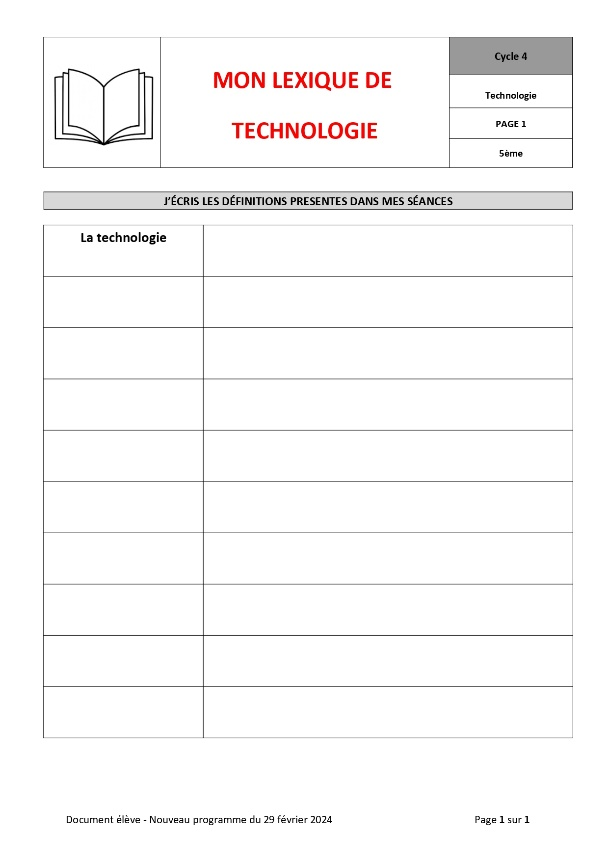 MON LEXIQUE DE
TECHNOLOGIE
Cycle 4
Technologie
PAGE 1
5ème
J'ÉCRIS LES DÉFINITIONS PRESENTES DANS MES SÉANCES
La technologie
Document élève - Nouveau programme du 29 février 2024
Page 1 sur 1